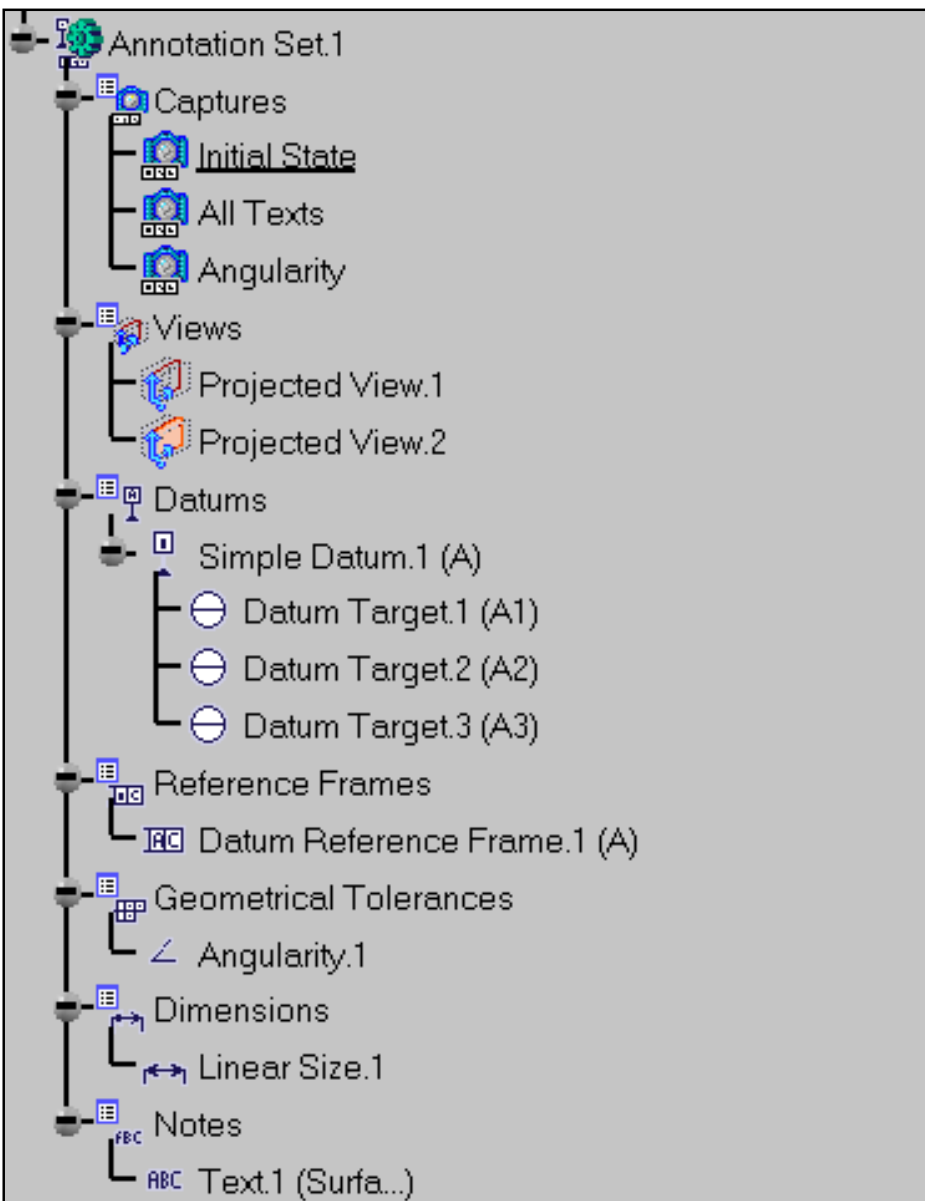 Annotation Set.1
Captures
Initial State
All Texts
Angularity
Views
Projected View.1
Projected View.2
Datums
Simple Datum.1 (A)
Datum Target.1 (A1)
Datum Target.2 (A2)
Datum Target.3 (A3)
Reference Frames
Datum Reference Frame.1 (A)
Geometrical Tolerances
Angularity.1
Dimensions
Linear Size.1
Notes
ABC Text.1 (Surfa...)